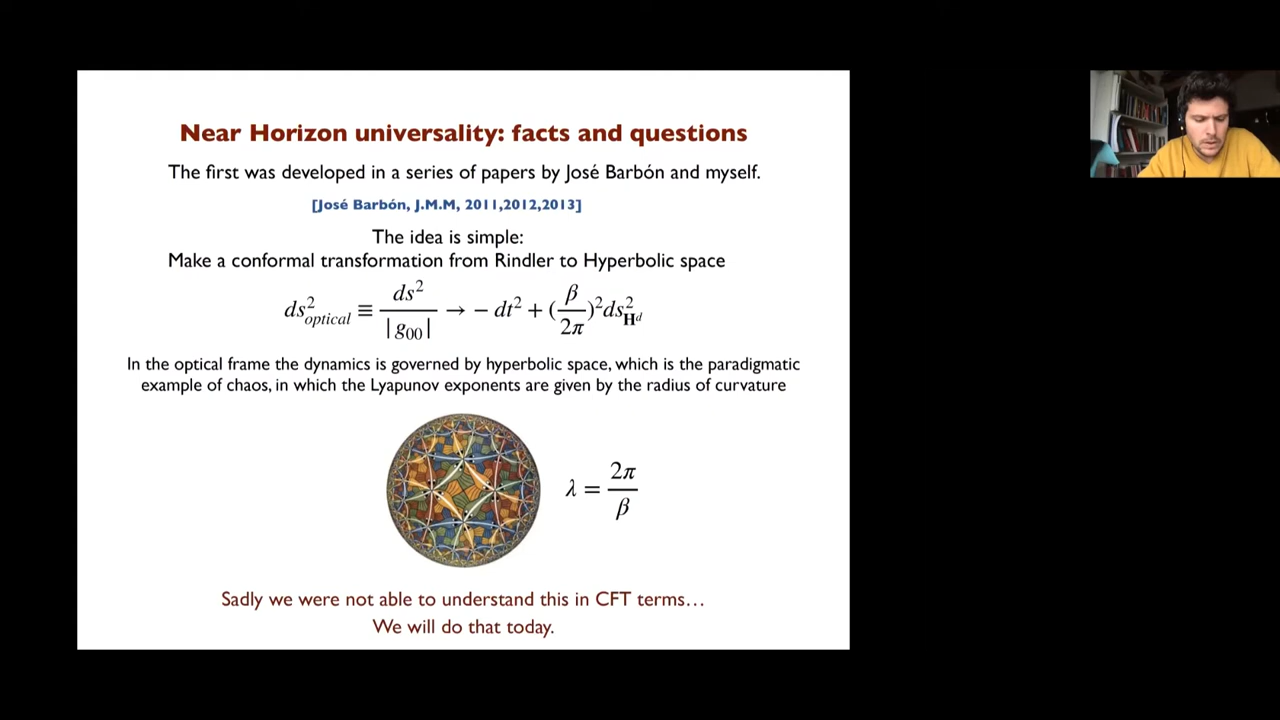 Near Horizon universality: facts and questions
The first was developed in a series of papers by José Barbón and myself.
[José Barbón, J.M.M, 2011,2012,2013]
The idea is simple:
Make a conformal transformation from Rindler to Hyperbolic space
ds²_optical ≡ ds²/|g₀₀| → − dt² + (β/2π)² ds²_H^d
In the optical frame the dynamics is governed by hyperbolic space, which is the paradigmatic
example of chaos, in which the Lyapunov exponents are given by the radius of curvature
λ = 2π/β
Sadly we were not able to understand this in CFT terms…
We will do that today.